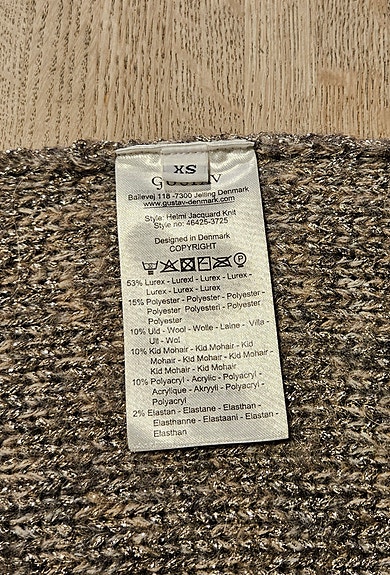 XS
GUSTAV
Ballevej 118 -7300 Jelling Denmark
www.gustav-denmark.com
Style: Helmi Jacquard Knit
Style no: 46425-3725
Designed in Denmark
COPYRIGHT
P
53% Lurex - Lurexl - Lurex - Lurex -
Lurex - Lurex - Lurex
15% Polyester - Polyester - Polyester -
Polyester Polyesteri - Polyester -
Polyester
10% Uld - Wool - Wolle - Laine - Villa -
Ull - Wol
10% Kid Mohair - Kid Mohair - Kid
Mohair - Kid Mohair - Kid Mohair -
Kid Mohair - Kid Mohair
10% Polyacryl - Acrylic - Polyacryl -
Acrylique - Akryyli - Polyacryl -
Polyacryl
2% Elastan - Elastane - Elasthan -
Elasthanne - Elastaani - Elastan -
Elasthan